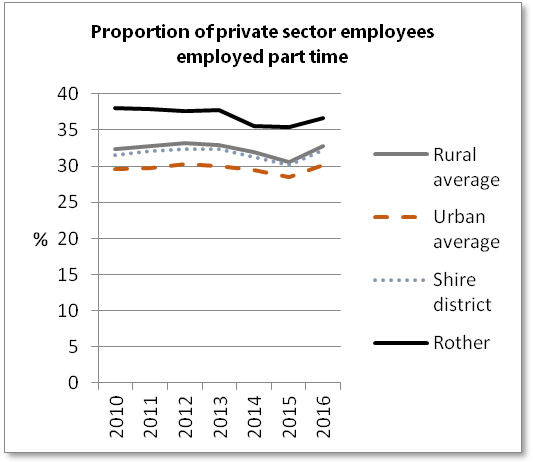 Proportion of private sector employees
employed part time
40
35
30
25
20
15
10
5
0
%
2010
2011
2012
2013
2014
2015
2016
Rural
average
Urban
average
Shire
district
Rother